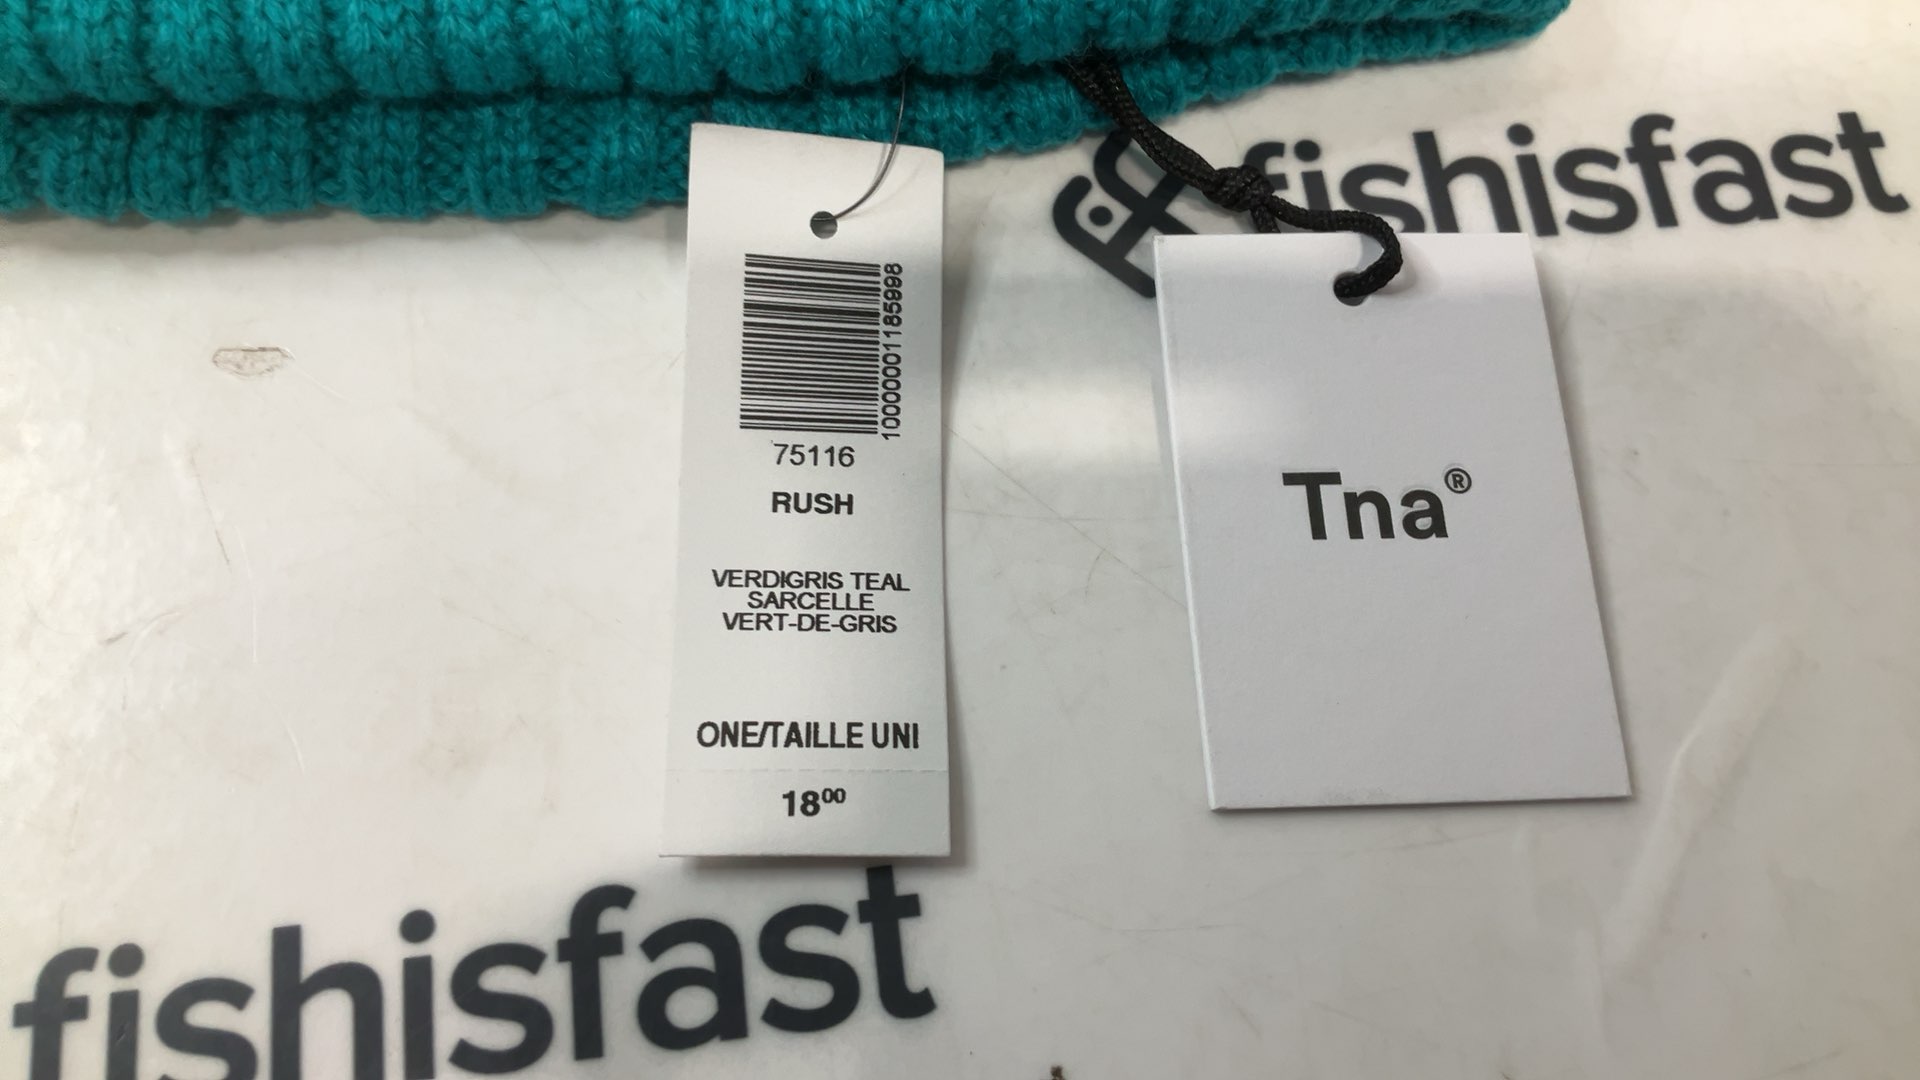 fishisfast
10000001185998
75116
RUSH
VERDIGRIS TEAL
SARCELLE
VERT-DE-GRIS
ONE/TAILLE UNI
18⁰⁰
Tna®
fishisfast